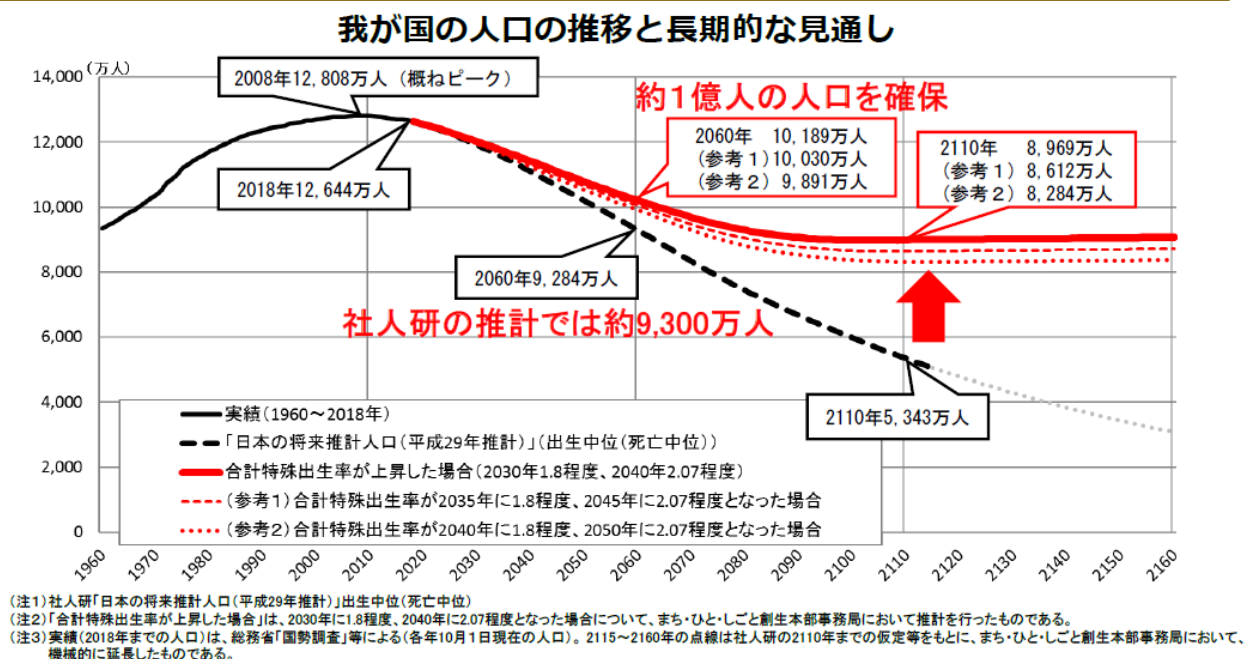 我が国の人口の推移と長期的な見通し
(万人)
14,000
12,000
10,000
8,000
6,000
4,000
2,000
0
2008年12,808万人（概ねピーク）
2018年12,644万人
約１億人の人口を確保
2060年　10,189万人
(参考１)10,030万人
(参考２) 9,891万人
2110年　8,969万人
(参考１) 8,612万人
(参考２) 8,284万人
2060年9,284万人
社人研の推計では約9,300万人
2110年5,343万人
実績(1960～2018年)
「日本の将来推計人口(平成29年推計)」(出生中位(死亡中位))
合計特殊出生率が上昇した場合(2030年1.8程度、2040年2.07程度)
(参考１)合計特殊出生率が2035年に1.8程度、2045年に2.07程度となった場合
(参考２)合計特殊出生率が2040年に1.8程度、2050年に2.07程度となった場合
1960 1970 1980 1990 2000 2010 2020 2030 2040 2050 2060 2070 2080 2090 2100 2110 2120 2130 2140 2150 2160
(注1)社人研「日本の将来推計人口(平成29年推計)」出生中位(死亡中位)
(注2)「合計特殊出生率が上昇した場合」は、2030年に1.8程度、2040年に2.07程度となった場合について、まち・ひと・しごと創生本部事務局において推計を行ったものである。
(注3)実績(2018年までの人口)は、総務省「国勢調査」等による(各年10月1日現在の人口)。2115～2160年の点線は社人研の2110年までの仮定等をもとに、まち・ひと・しごと創生本部事務局において、
機械的に延長したものである。